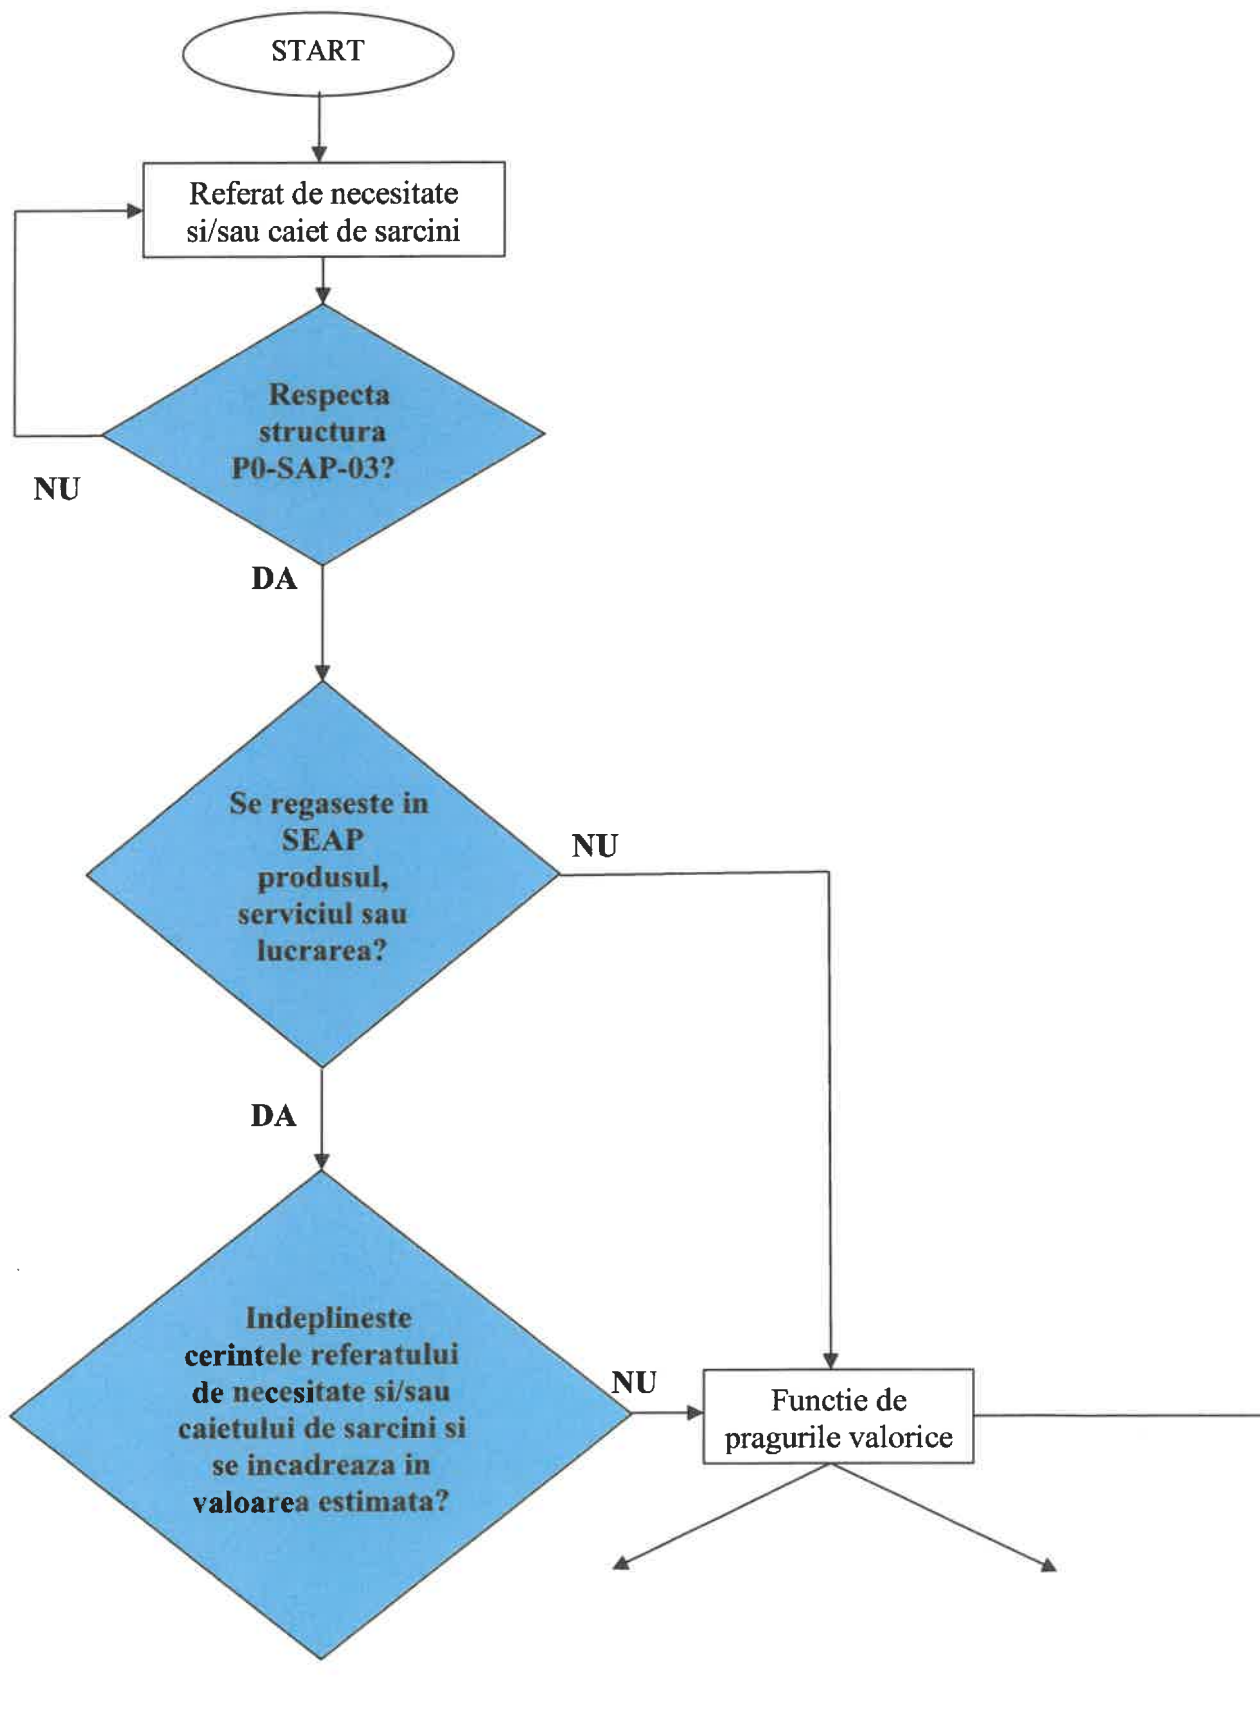 START
Referat de necesitate
si/sau caiet de sarcini
Respecta
structura
P0-SAP-03?
NU
DA
Se regaseste in
SEAP
produsul,
serviciul sau
lucrarea?
NU
DA
Indeplineste
cerintele referatului
de necesitate si/sau
caietului de sarcini si
se incadreaza in
valoarea estimata?
NU
Functie de
pragurile valorice